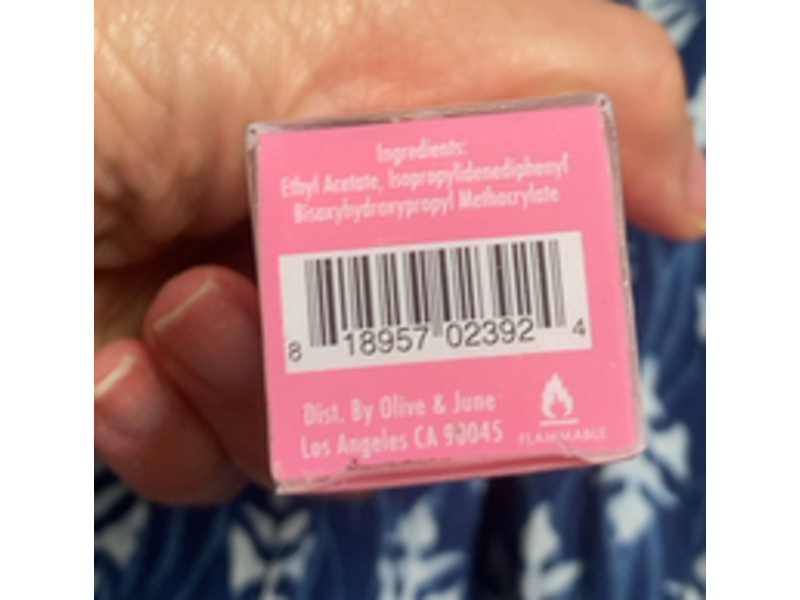 Ingredients:
Ethyl Acetate, Isopropylidenediphenyl
Bisoxyhydroxypropyl Methacrylate
8 18957 02392 4
Dist. By Olive & June
Los Angeles CA 90045
FLAMMABLE